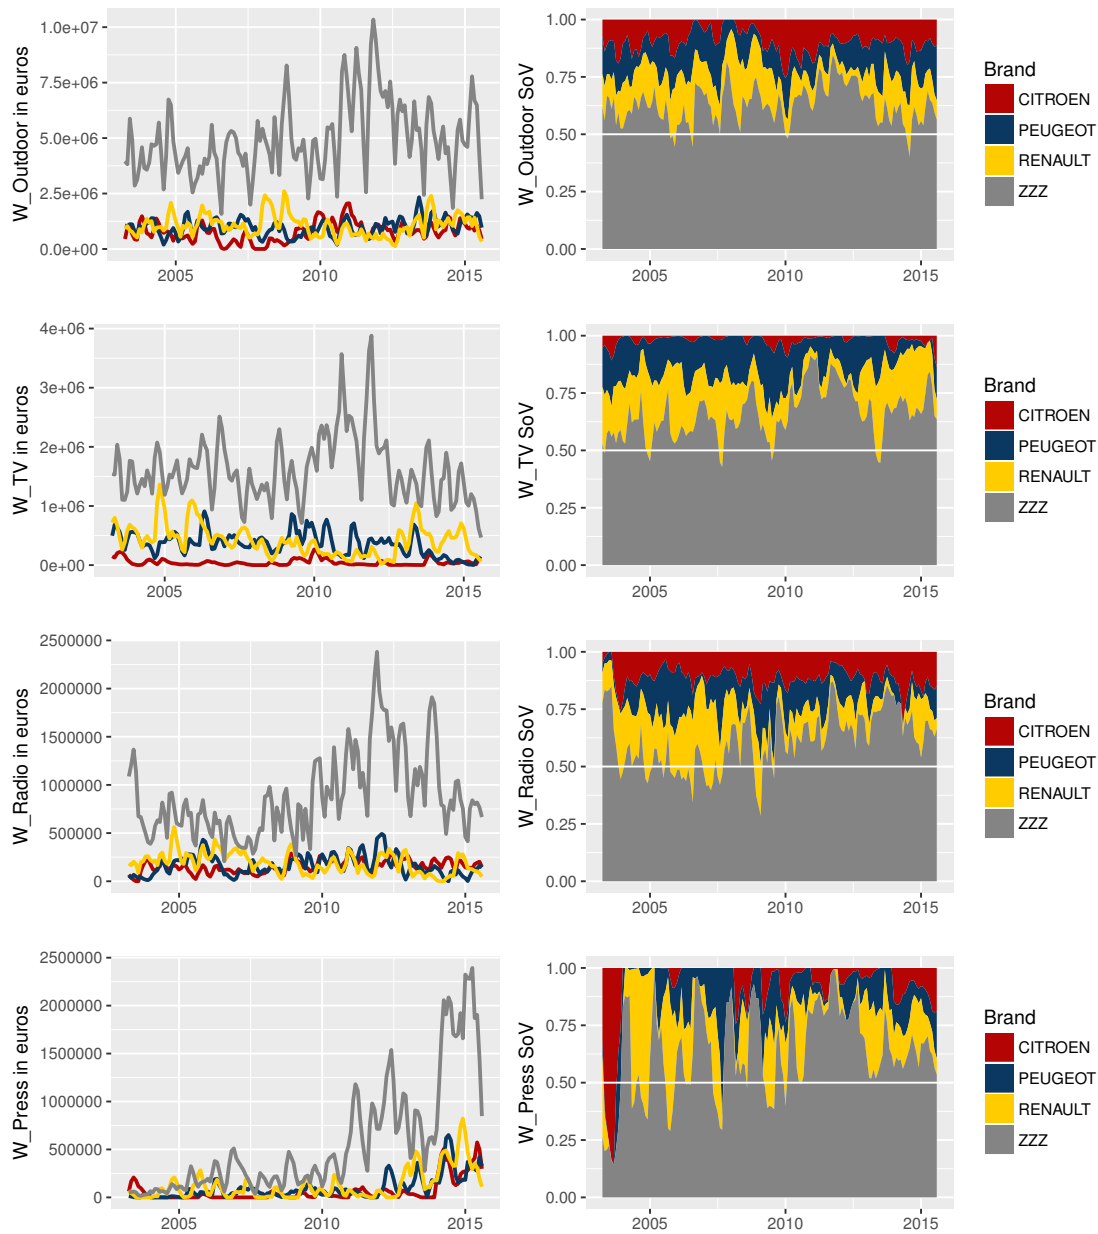 W_Outdoor in euros
1.0e+07
7.5e+06
5.0e+06
2.5e+06
0.0e+00
2005
2010
2015
W_Outdoor SoV
1.00
0.75
0.50
0.25
0.00
2005
2010
2015
Brand
CITROEN
PEUGEOT
RENAULT
ZZZ
W_TV in euros
4e+06
3e+06
2e+06
1e+06
0e+00
2005
2010
2015
W_TV SoV
1.00
0.75
0.50
0.25
0.00
2005
2010
2015
Brand
CITROEN
PEUGEOT
RENAULT
ZZZ
W_Radio in euros
2500000
2000000
1500000
1000000
500000
0
2005
2010
2015
W_Radio SoV
1.00
0.75
0.50
0.25
0.00
2005
2010
2015
Brand
CITROEN
PEUGEOT
RENAULT
ZZZ
W_Press in euros
2500000
2000000
1500000
1000000
500000
0
2005
2010
2015
W_Press SoV
1.00
0.75
0.50
0.25
0.00
2005
2010
2015
Brand
CITROEN
PEUGEOT
RENAULT
ZZZ